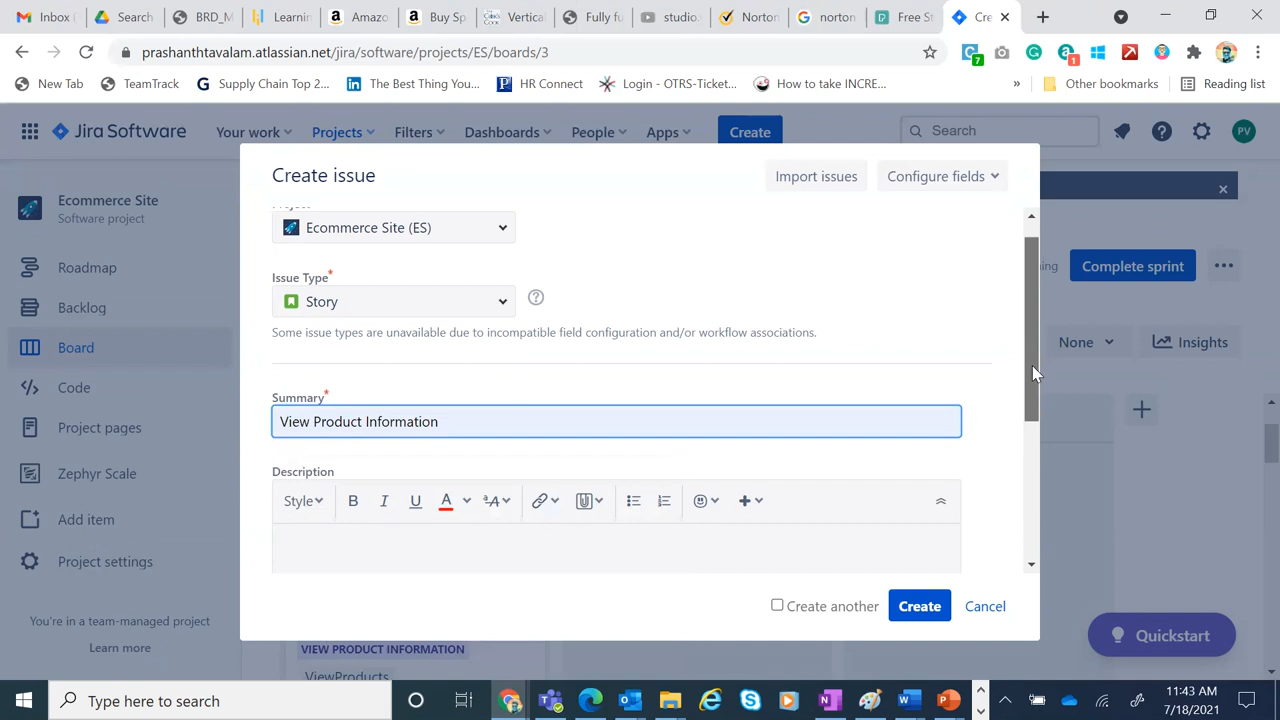 Inbox (
Search
BRD_M
Learnin
Amazo
Buy Sp
Vertica
Fully fu
studio.
Norton
norton
Free St
Cre
prashanthtavalam.atlassian.net/jira/software/projects/ES/boards/3
7
1
New Tab
TeamTrack
Supply Chain Top 2...
The Best Thing You...
HR Connect
Login - OTRS-Ticket...
How to take INCRE...
»
Other bookmarks
Reading list
Jira Software
Your work
Projects
Filters
Dashboards
People
Apps
Create
Search
PV
Ecommerce Site
Software project
Roadmap
Backlog
Board
Code
Project pages
Zephyr Scale
Add item
Project settings
You're in a team-managed project
Learn more
Create issue
Import issues
Configure fields
Project
Ecommerce Site (ES)
Issue Type*
Story
Some issue types are unavailable due to incompatible field configuration and/or workflow associations.
Summary*
View Product Information
Description
Style
B
I
U
A
Create another
Create
Cancel
Complete sprint
None
Insights
VIEW PRODUCT INFORMATION
ViewProducts
Quickstart
Type here to search
11:43 AM
7/18/2021